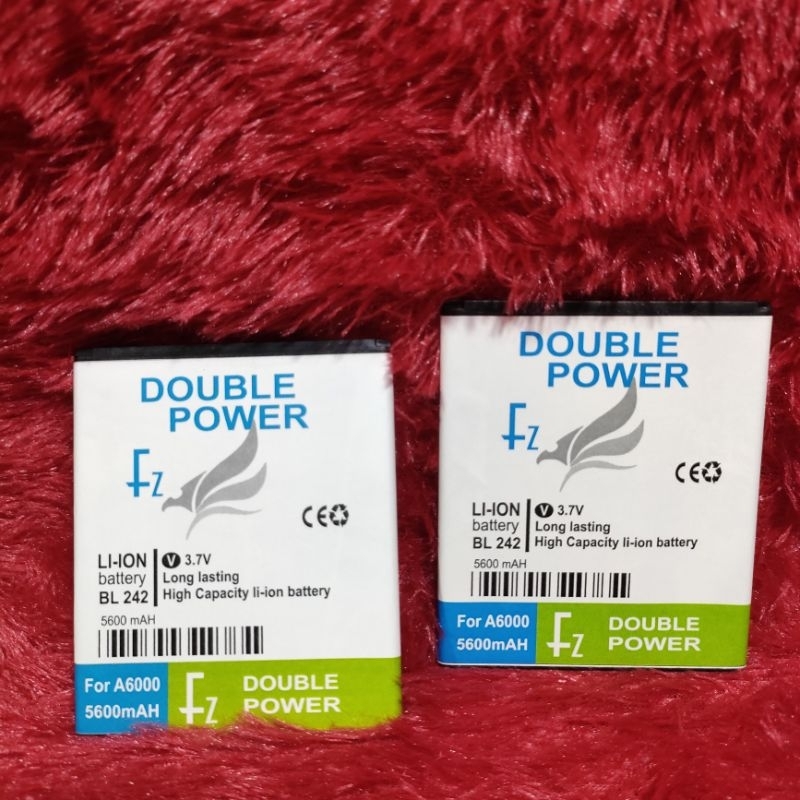 DOUBLE
POWER
Fz
CE
LI-ION
battery
BL 242
V 3.7V
Long lasting
High Capacity li-ion battery
5600 mAH
For A6000
5600mAH
Fz
DOUBLE
POWER
DOUBLE
POWER
Fz
CE
LI-ION
battery
BL 242
V 3.7V
Long lasting
High Capacity li-ion battery
5600 mAH
For A6000
5600mAH
Fz
DOUBLE
POWER